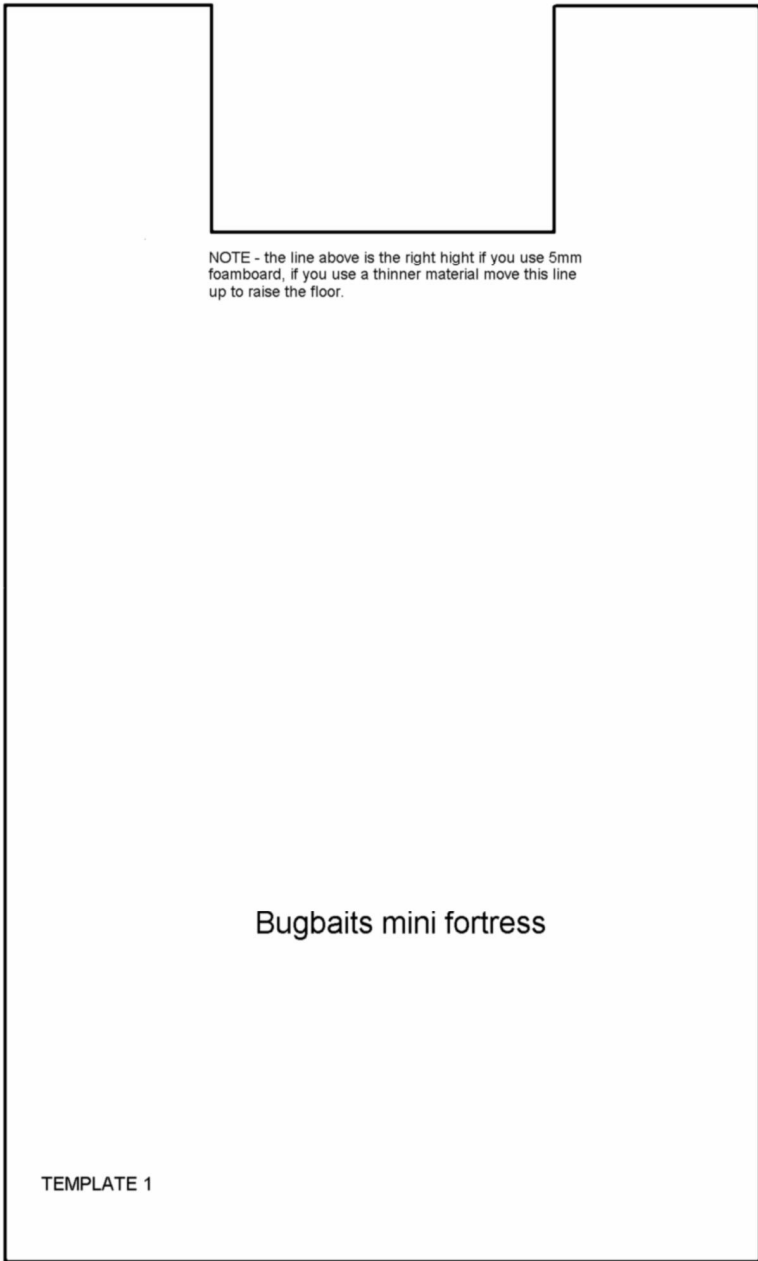 NOTE - the line above is the right hight if you use 5mm
foamboard, if you use a thinner material move this line
up to raise the floor.
Bugbaits mini fortress
TEMPLATE 1